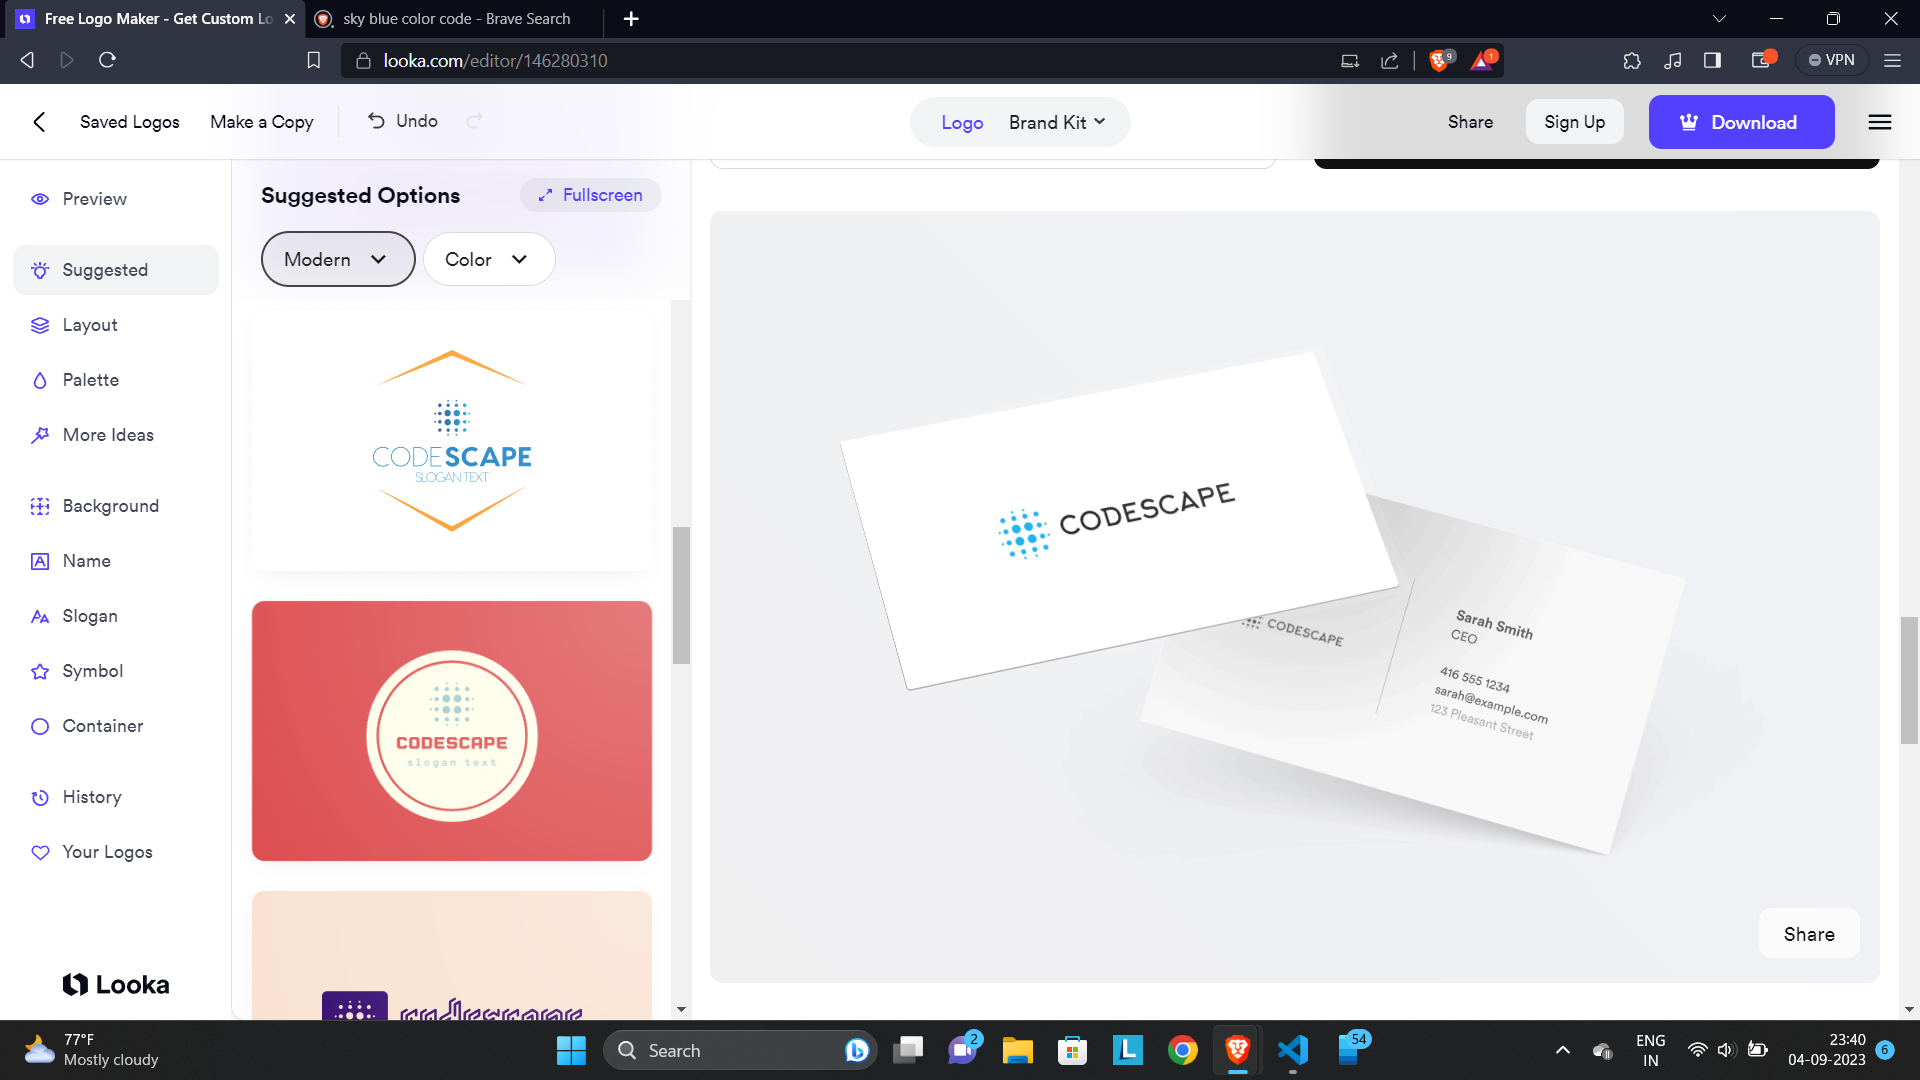 Free Logo Maker - Get Custom Lo
sky blue color code - Brave Search
looka.com/editor/146280310
9
1
VPN
Saved Logos
Make a Copy
Undo
Logo
Brand Kit
Share
Sign Up
Download
Preview
Suggested
Layout
Palette
More Ideas
Background
Name
Slogan
Symbol
Container
History
Your Logos
Looka
Suggested Options
Fullscreen
Modern
Color
CODESCAPE
SLOGAN TEXT
CODESCAPE
slogan text
codescape
CODESCAPE
CODESCAPE
Sarah Smith
CEO
416 555 1234
sarah@example.com
123 Pleasant Street
Share
77°F
Mostly cloudy
Search
2
54
ENG
IN
23:40
04-09-2023
6